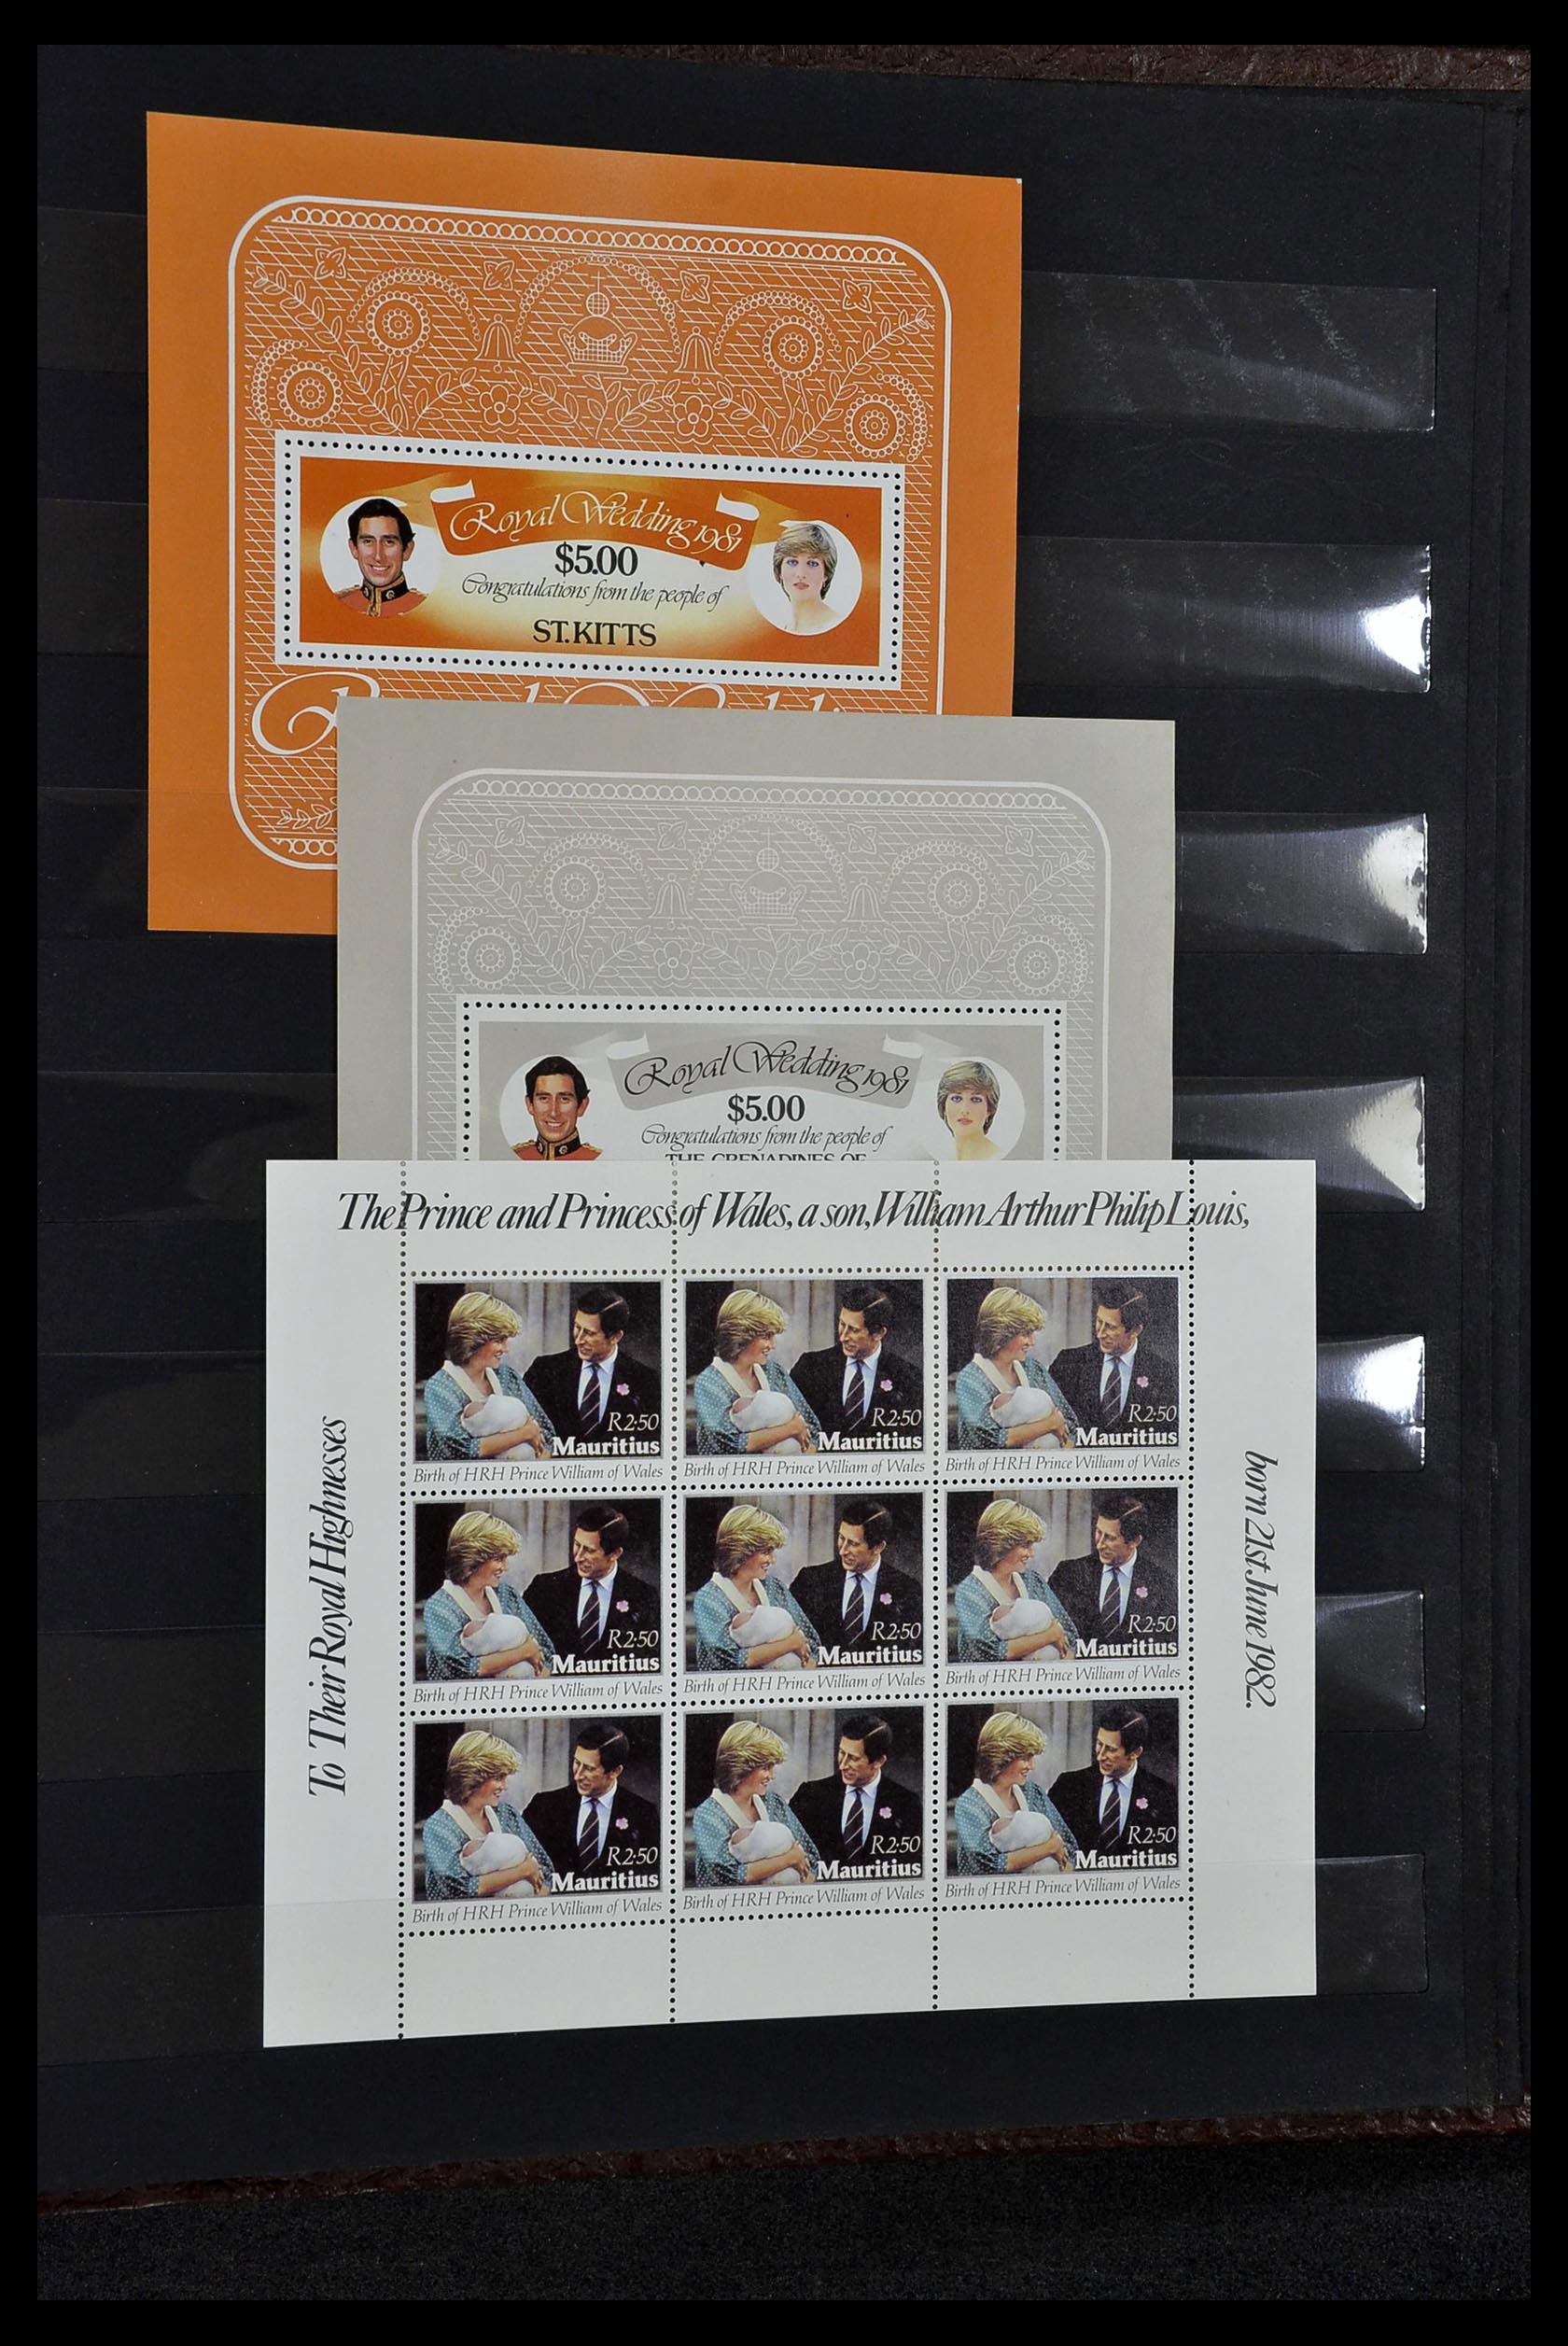 Royal Wedding 1981
$5.00
Congratulations from the people of
ST.KITTS
Royal Wedding 1981
$5.00
Congratulations from the people of
THE GRENADINES OF
The Prince and Princess of Wales, a son, William Arthur Philip Louis,
To Their Royal Highnesses
born 21st June 1982.
R2·50 R2·50 R2·50
Mauritius Mauritius Mauritius
Birth of HRH Prince William of Wales Birth of HRH Prince William of Wales Birth of HRH Prince William of Wales
R2·50 R2·50 R2·50
Mauritius Mauritius Mauritius
Birth of HRH Prince William of Wales Birth of HRH Prince William of Wales Birth of HRH Prince William of Wales
R2·50 R2·50 R2·50
Mauritius Mauritius Mauritius
Birth of HRH Prince William of Wales Birth of HRH Prince William of Wales Birth of HRH Prince William of Wales